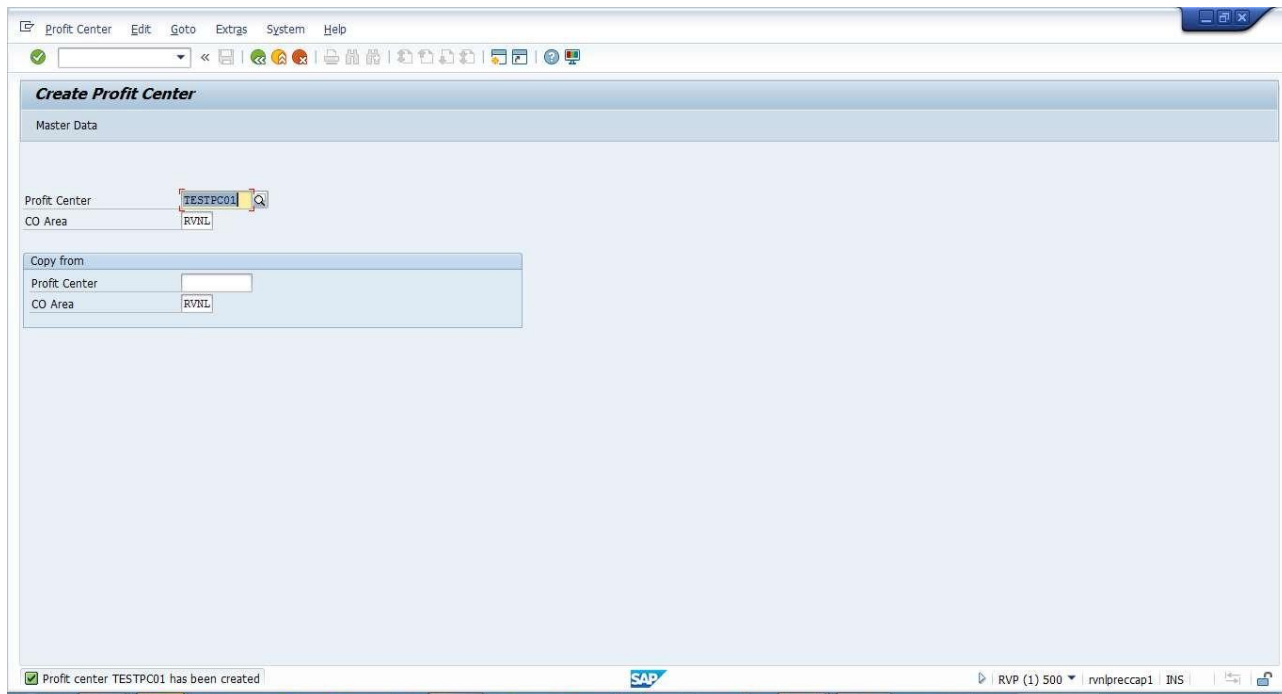 Profit Center Edit Goto Extras System Help
Create Profit Center
Master Data
Profit Center TESTPC01
CO Area RVNL
Copy from
Profit Center
CO Area RVNL
Profit center TESTPC01 has been created SAP RVP (1) 500 rvnlpreccap1 INS